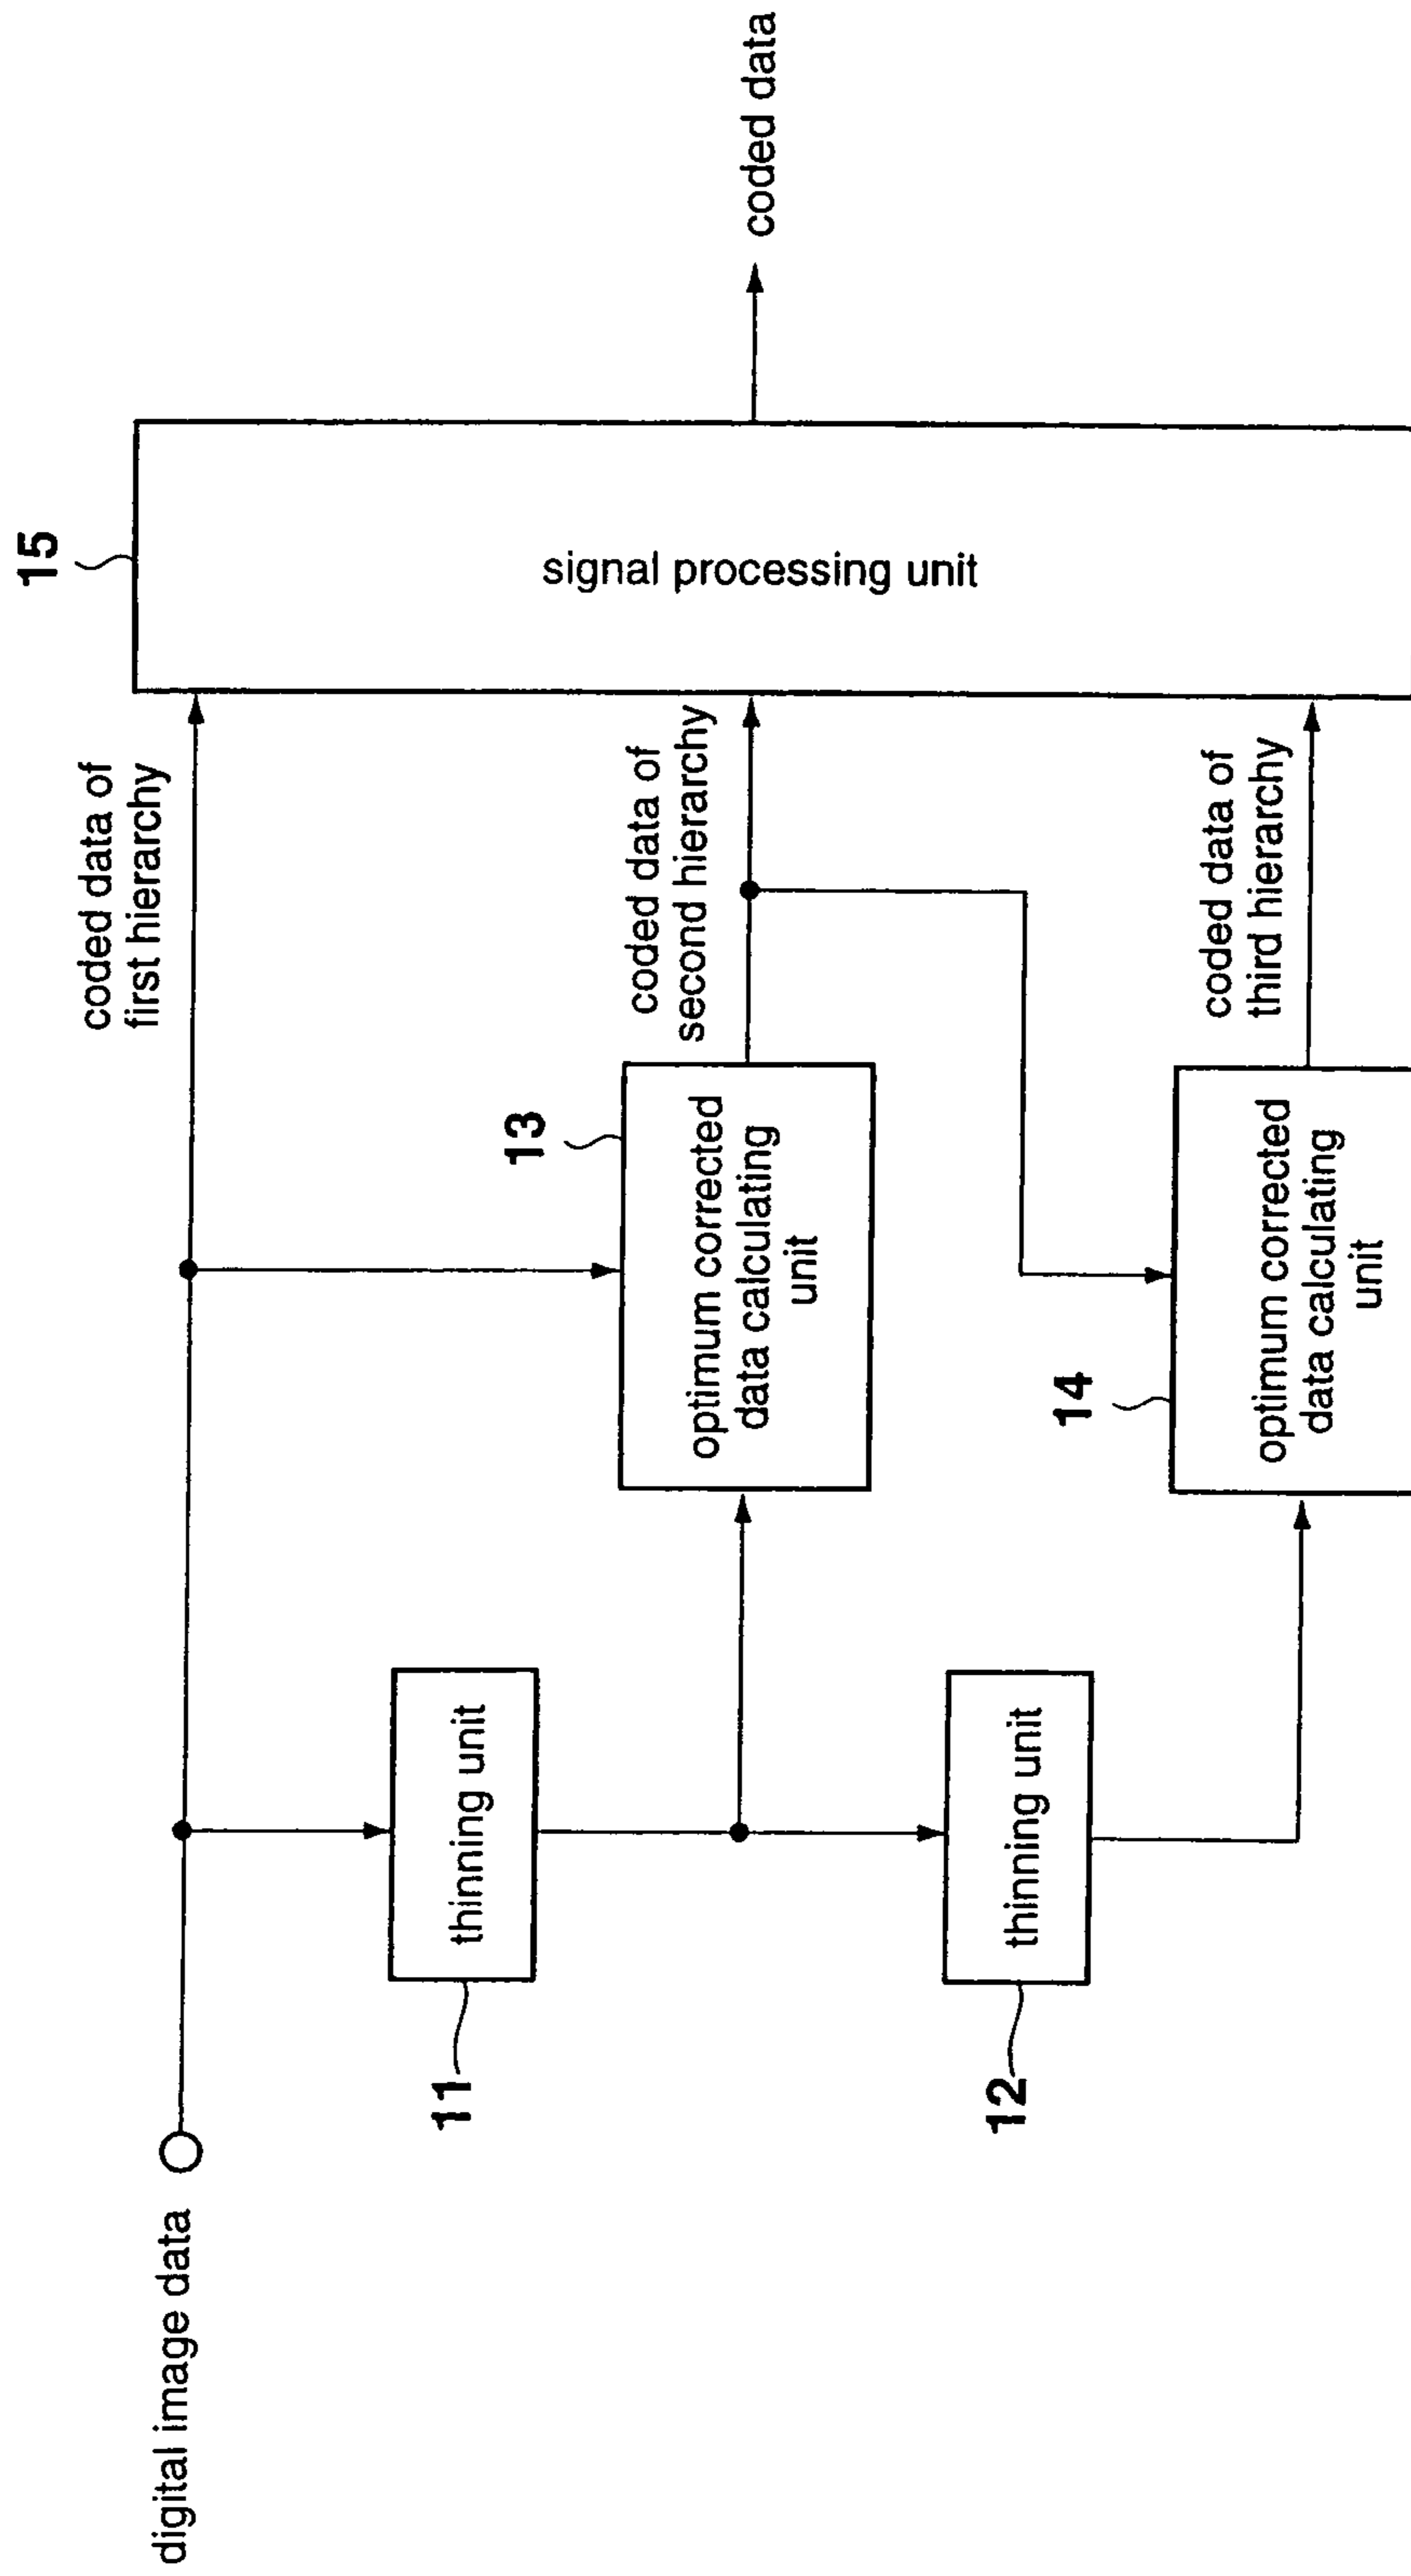 digital image data
11
thinning unit
12
thinning unit
13
optimum corrected
data calculating
unit
14
optimum corrected
data calculating
unit
coded data of
first hierarchy
coded data of
second hierarchy
coded data of
third hierarchy
15
signal processing unit
coded data